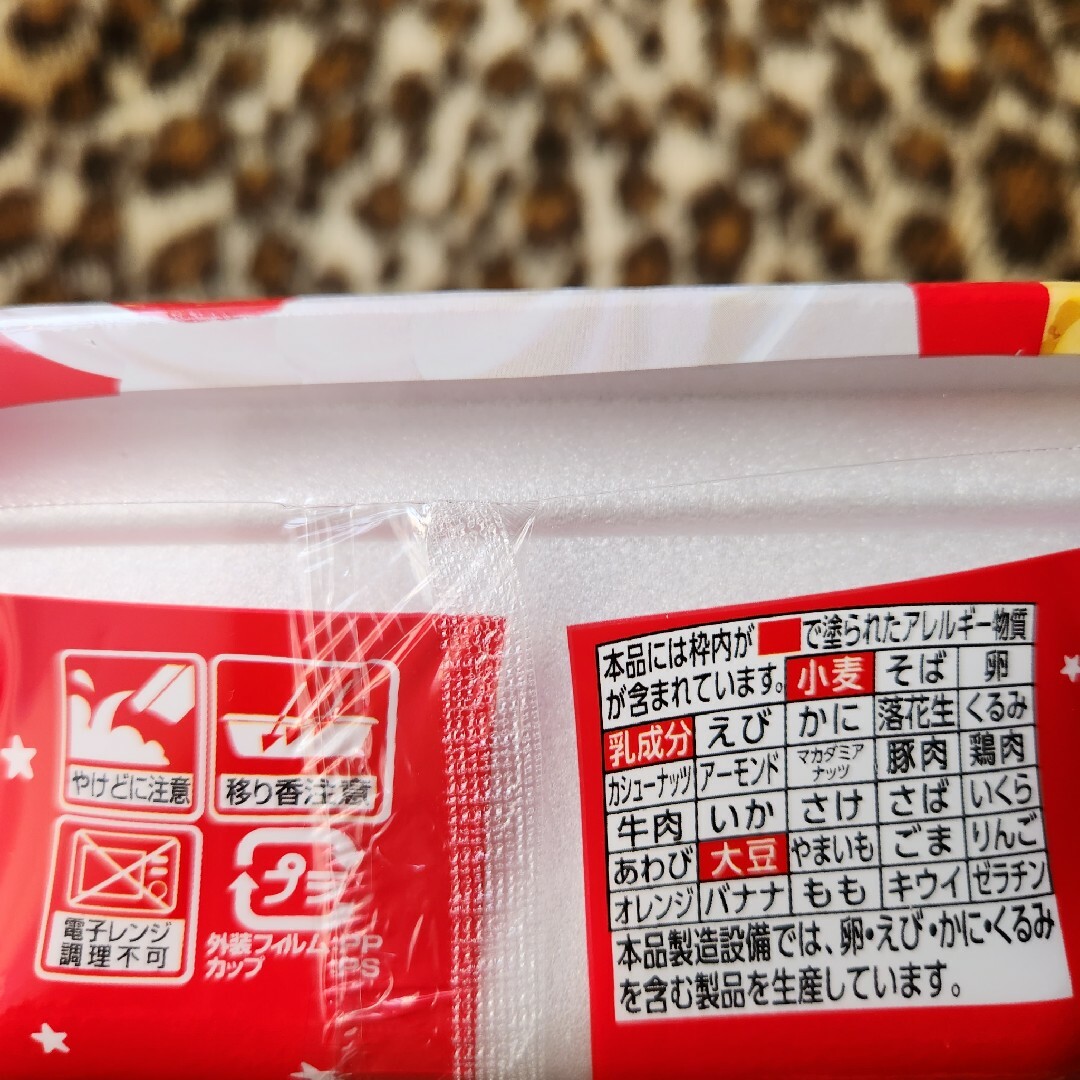 やけどに注意
移り香注意
電子レンジ
調理不可
プラ
外装フィルム:PP
カップ :PS
本品には枠内が
で塗られたアレルギー物質
が含まれています。
小麦 そば 卵
乳成分 えび かに 落花生 くるみ
カシューナッツ アーモンド マカダミアナッツ 豚肉 鶏肉
牛肉 いか さけ さば いくら
あわび 大豆 やまいも ごま りんご
オレンジ バナナ もも キウイ ゼラチン
本品製造設備では、卵・えび・かに・くるみ
を含む製品を生産しています。